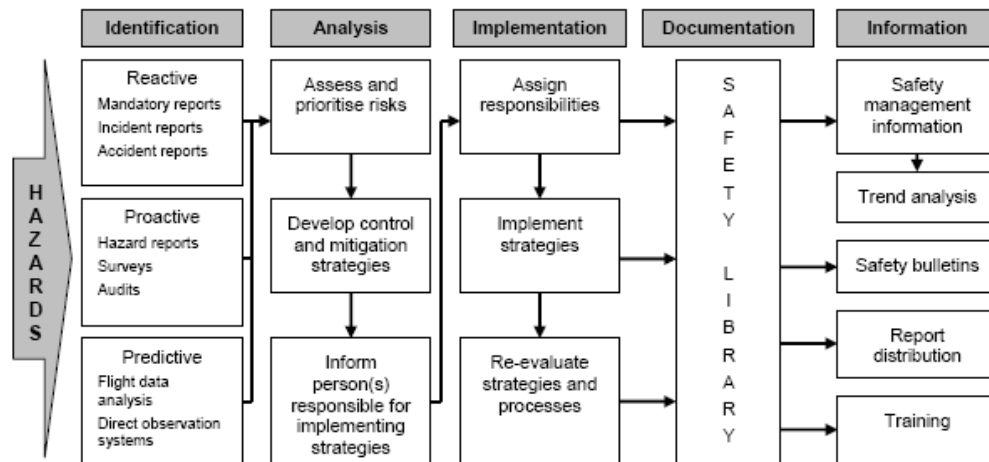 Identification
Analysis
Implementation
Documentation
Information
HAZARDS
Reactive
Mandatory reports
Incident reports
Accident reports
Proactive
Hazard reports
Surveys
Audits
Predictive
Flight data
analysis
Direct observation
systems
Assess and
prioritise risks
Develop control
and mitigation
strategies
Inform
person(s)
responsible for
implementing
strategies
Assign
responsibilities
Implement
strategies
Re-evaluate
strategies and
processes
SAFETY LIBRARY
Safety
management
information
Trend analysis
Safety bulletins
Report
distribution
Training